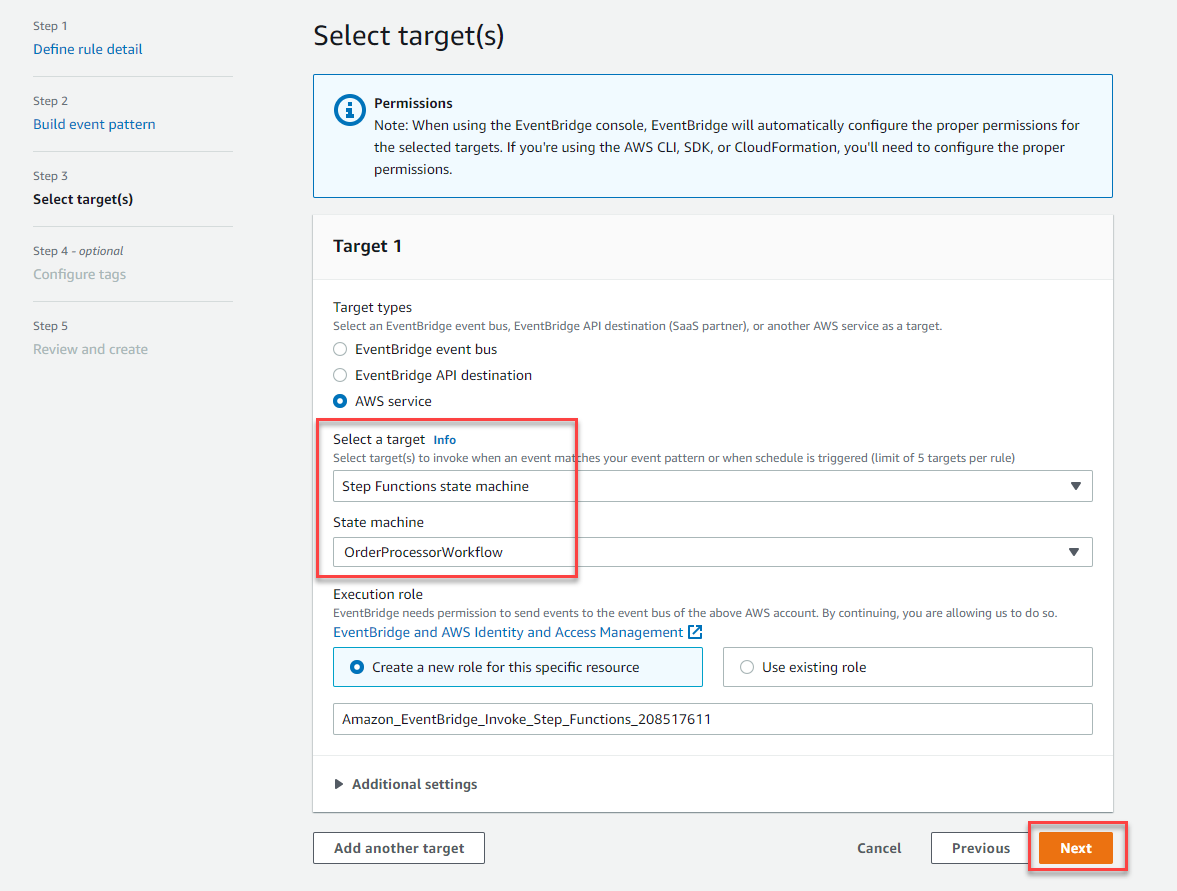 Step 1
Define rule detail
Step 2
Build event pattern
Step 3
Select target(s)
Step 4 - optional
Configure tags
Step 5
Review and create
Select target(s)
Permissions
Note: When using the EventBridge console, EventBridge will automatically configure the proper permissions for
the selected targets. If you're using the AWS CLI, SDK, or CloudFormation, you'll need to configure the proper
permissions.
Target 1
Target types
Select an EventBridge event bus, EventBridge API destination (SaaS partner), or another AWS service as a target.
EventBridge event bus
EventBridge API destination
AWS service
Select a target Info
Select target(s) to invoke when an event matches your event pattern or when schedule is triggered (limit of 5 targets per rule)
Step Functions state machine
State machine
OrderProcessorWorkflow
Execution role
EventBridge needs permission to send events to the event bus of the above AWS account. By continuing, you are allowing us to do so.
EventBridge and AWS Identity and Access Management
Create a new role for this specific resource
Use existing role
Amazon_EventBridge_Invoke_Step_Functions_208517611
Additional settings
Add another target
Cancel
Previous
Next